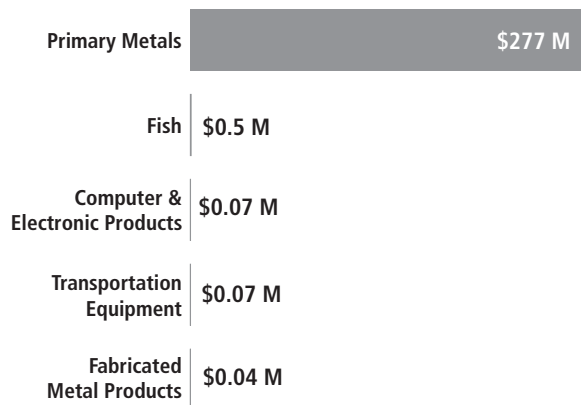 Primary Metals
$277 M
Fish
$0.5 M
Computer &
Electronic Products
$0.07 M
Transportation
Equipment
$0.07 M
Fabricated
Metal Products
$0.04 M